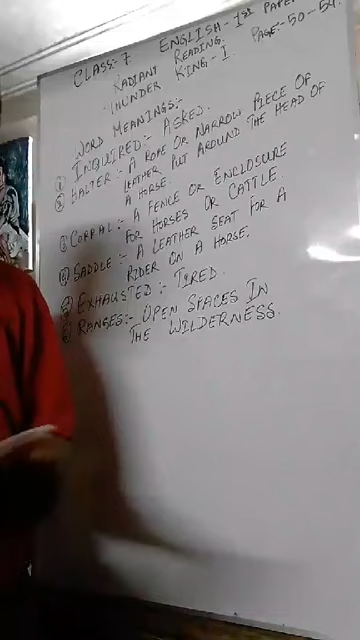 CLASS:-7 ENGLISH-1ST PAPER
RADIANT READING. PAGE:-50-54.
THUNDER KING-I.
WORD MEANINGS:-
① INQUIRED:- ASKED.
② HALTER:- A ROPE OR NARROW PIECE OF
LEATHER PUT AROUND THE HEAD OF
A HORSE.
③ CORRAL:- A FENCE OR ENCLOSURE
FOR HORSES OR CATTLE.
④ SADDLE:- A LEATHER SEAT FOR A
RIDER ON A HORSE.
⑤ EXHAUSTED:- TIRED.
⑥ RANGES:- OPEN SPACES IN
THE WILDERNESS.